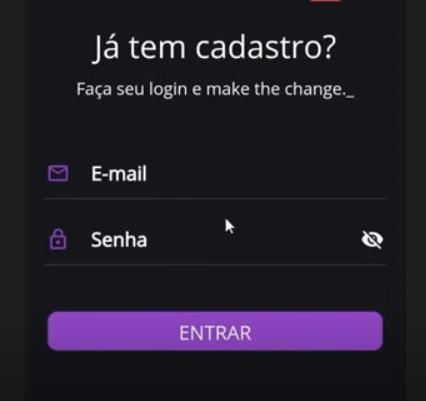 Já tem cadastro?
Faça seu login e make the change._
E-mail
Senha
ENTRAR